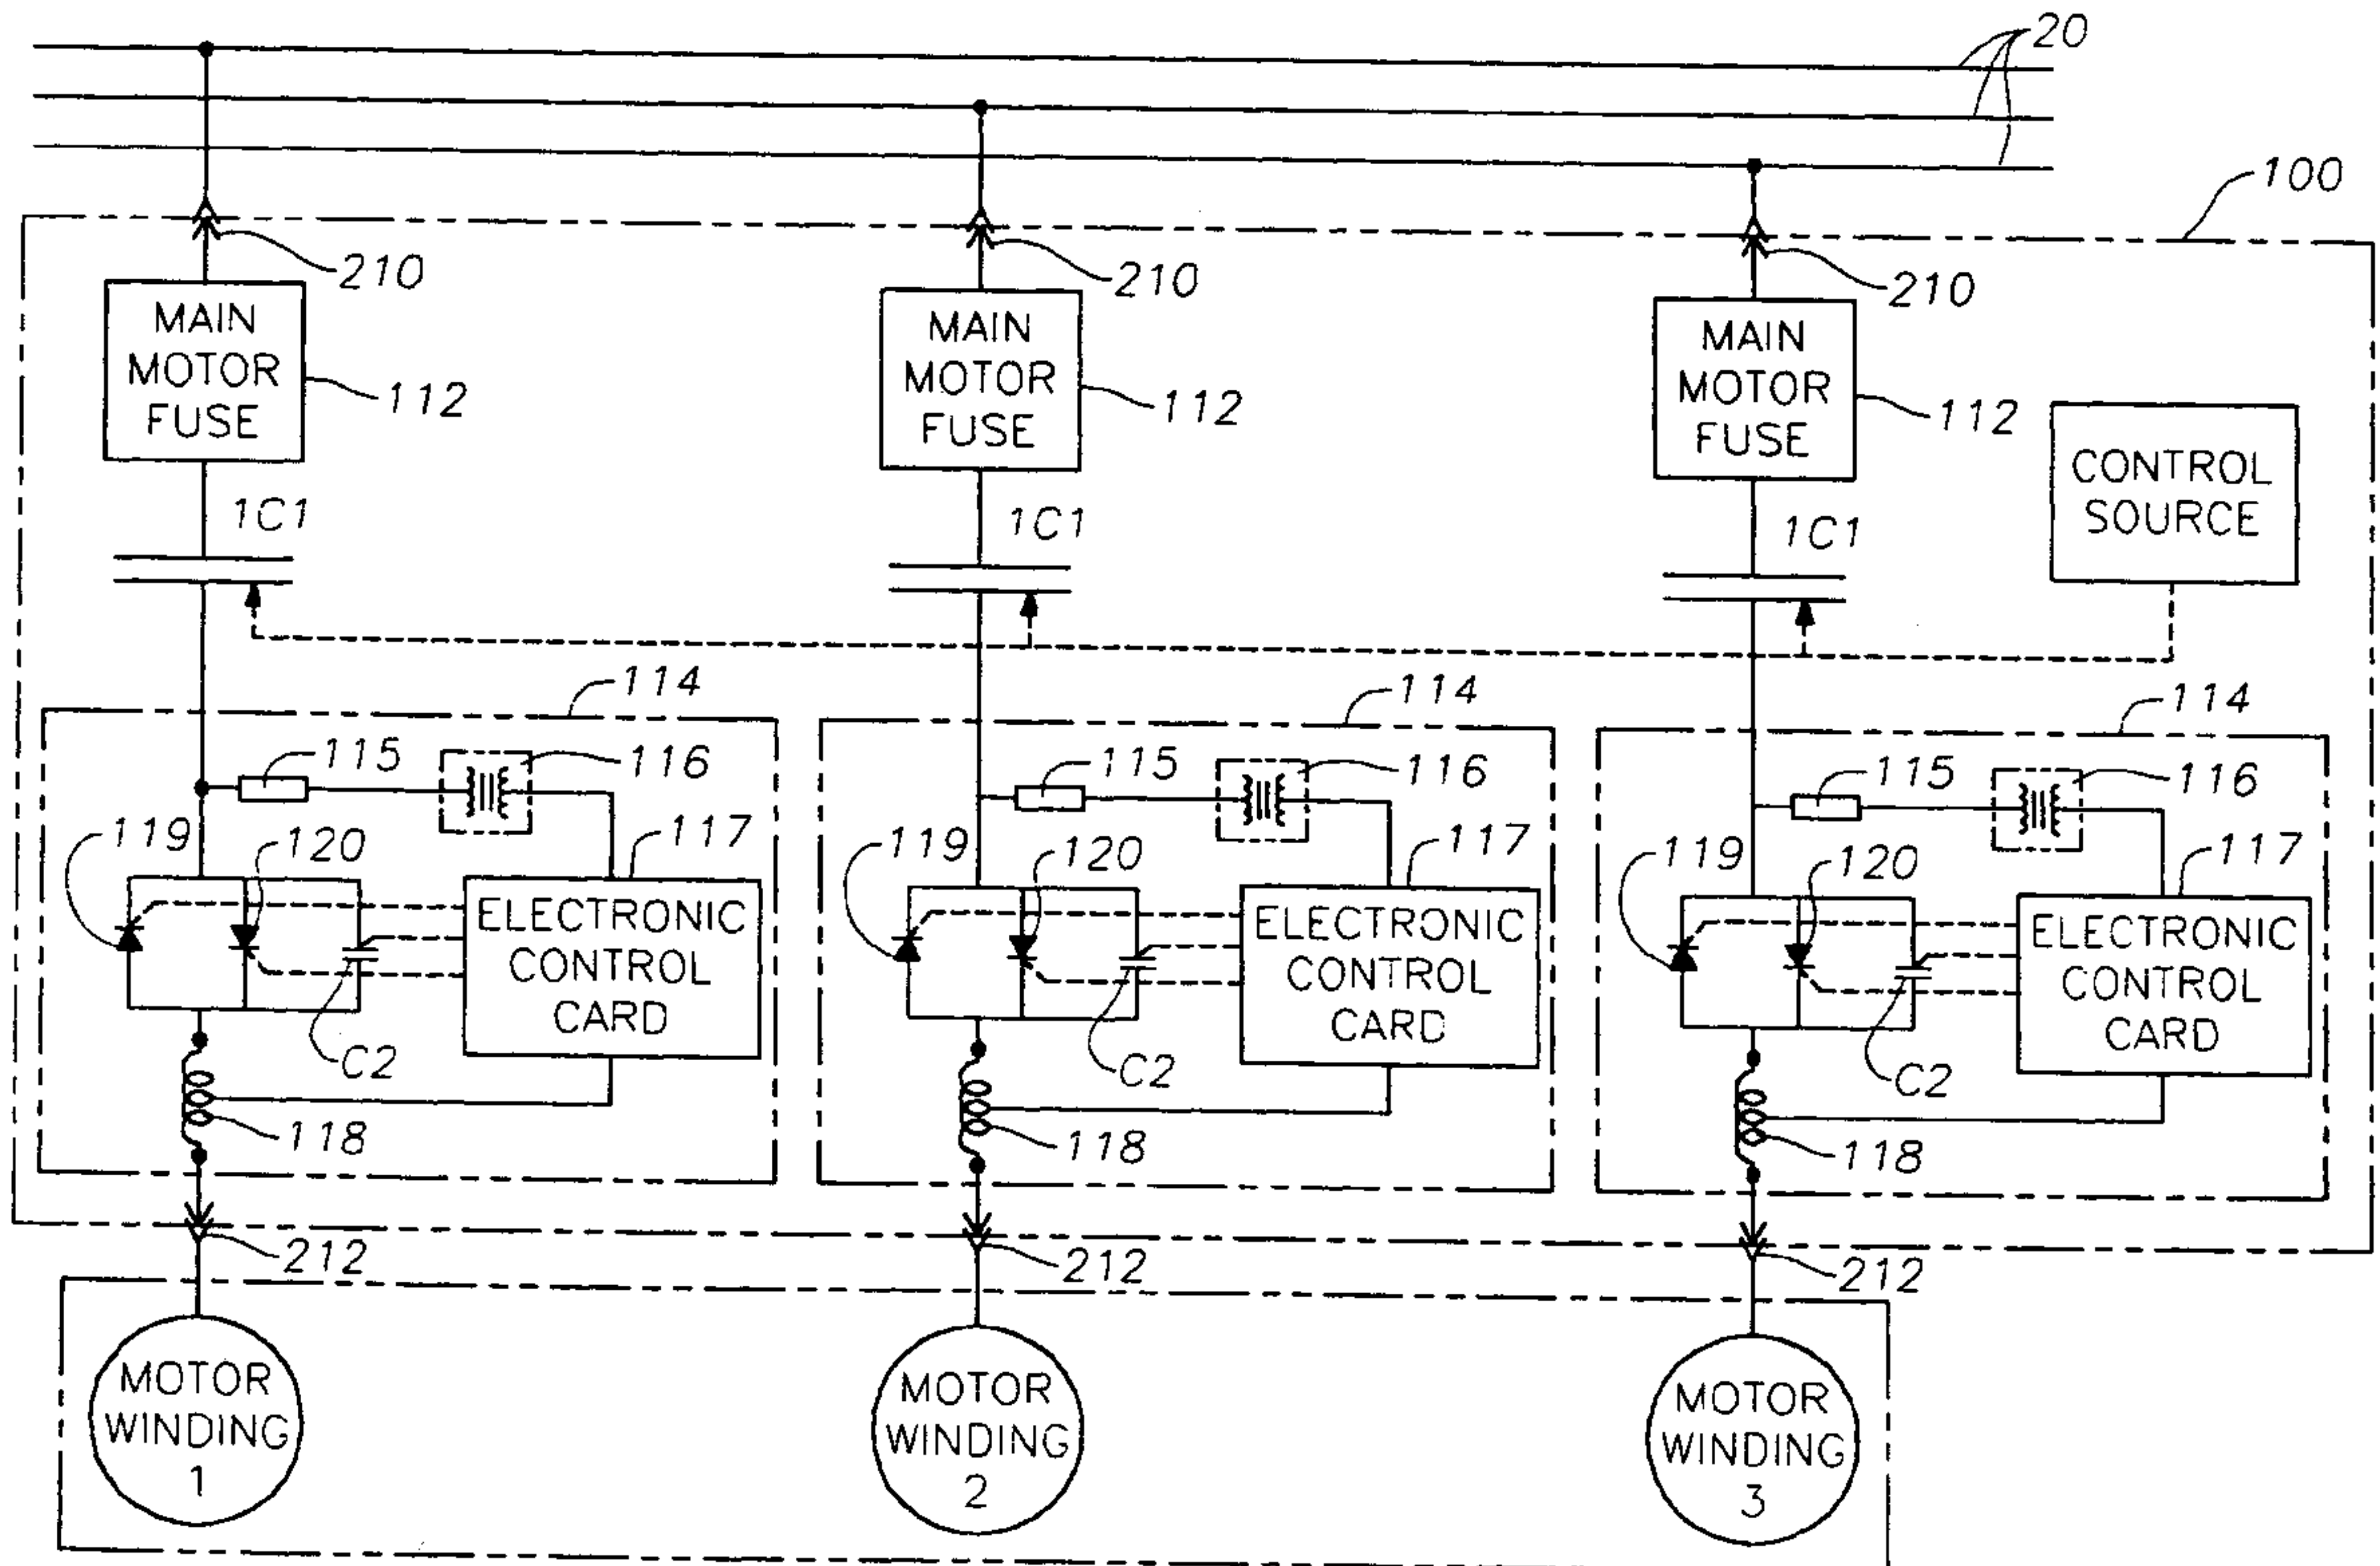 20
100
210
210
210
MAIN
MOTOR
FUSE
112
MAIN
MOTOR
FUSE
112
MAIN
MOTOR
FUSE
112
CONTROL
SOURCE
1C1
1C1
1C1
114
114
114
115
116
115
116
115
116
119
120
117
119
120
117
119
120
117
ELECTRONIC
CONTROL
CARD
ELECTRONIC
CONTROL
CARD
ELECTRONIC
CONTROL
CARD
C2
C2
C2
118
118
118
212
212
212
MOTOR
WINDING
1
MOTOR
WINDING
2
MOTOR
WINDING
3